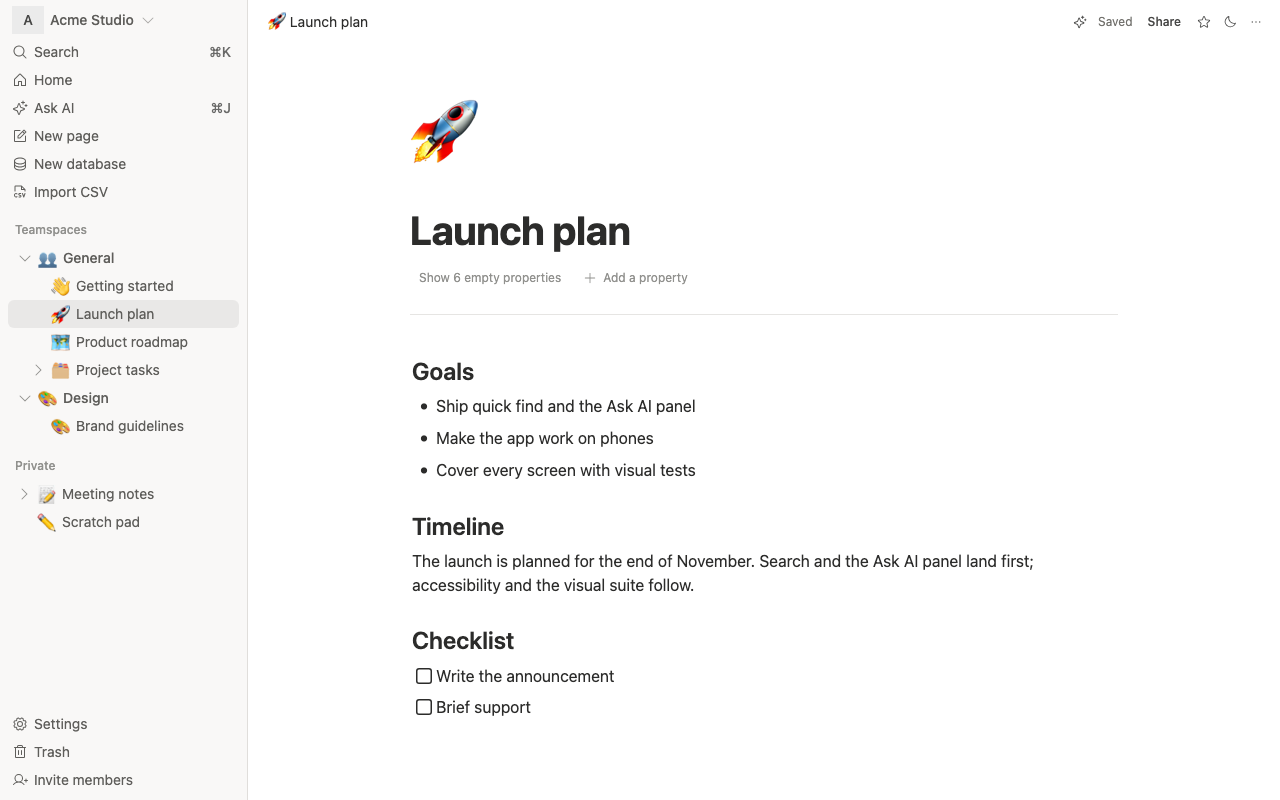 A Acme Studio
Search ⌘K
Home
Ask AI ⌘J
New page
New database
Import CSV
Teamspaces
General
Getting started
Launch plan
Product roadmap
Project tasks
Design
Brand guidelines
Private
Meeting notes
Scratch pad
Settings
Trash
Invite members
Launch plan
Saved Share
Launch plan
Show 6 empty properties Add a property
Goals
Ship quick find and the Ask AI panel
Make the app work on phones
Cover every screen with visual tests
Timeline
The launch is planned for the end of November. Search and the Ask AI panel land first;
accessibility and the visual suite follow.
Checklist
Write the announcement
Brief support